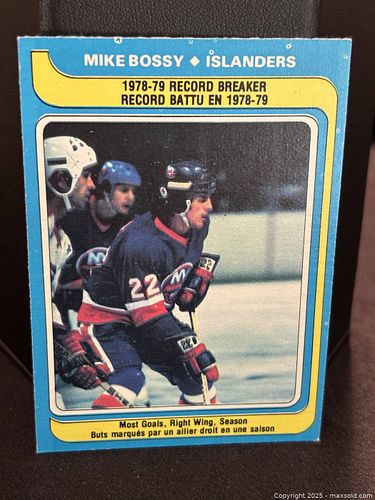 MIKE BOSSY ◆ ISLANDERS
1978-79 RECORD BREAKER
RECORD BATTU EN 1978-79
22
Most Goals, Right Wing, Season
Buts marqués par un ailier droit en une saison
Copyright 2025 - maxsold.com